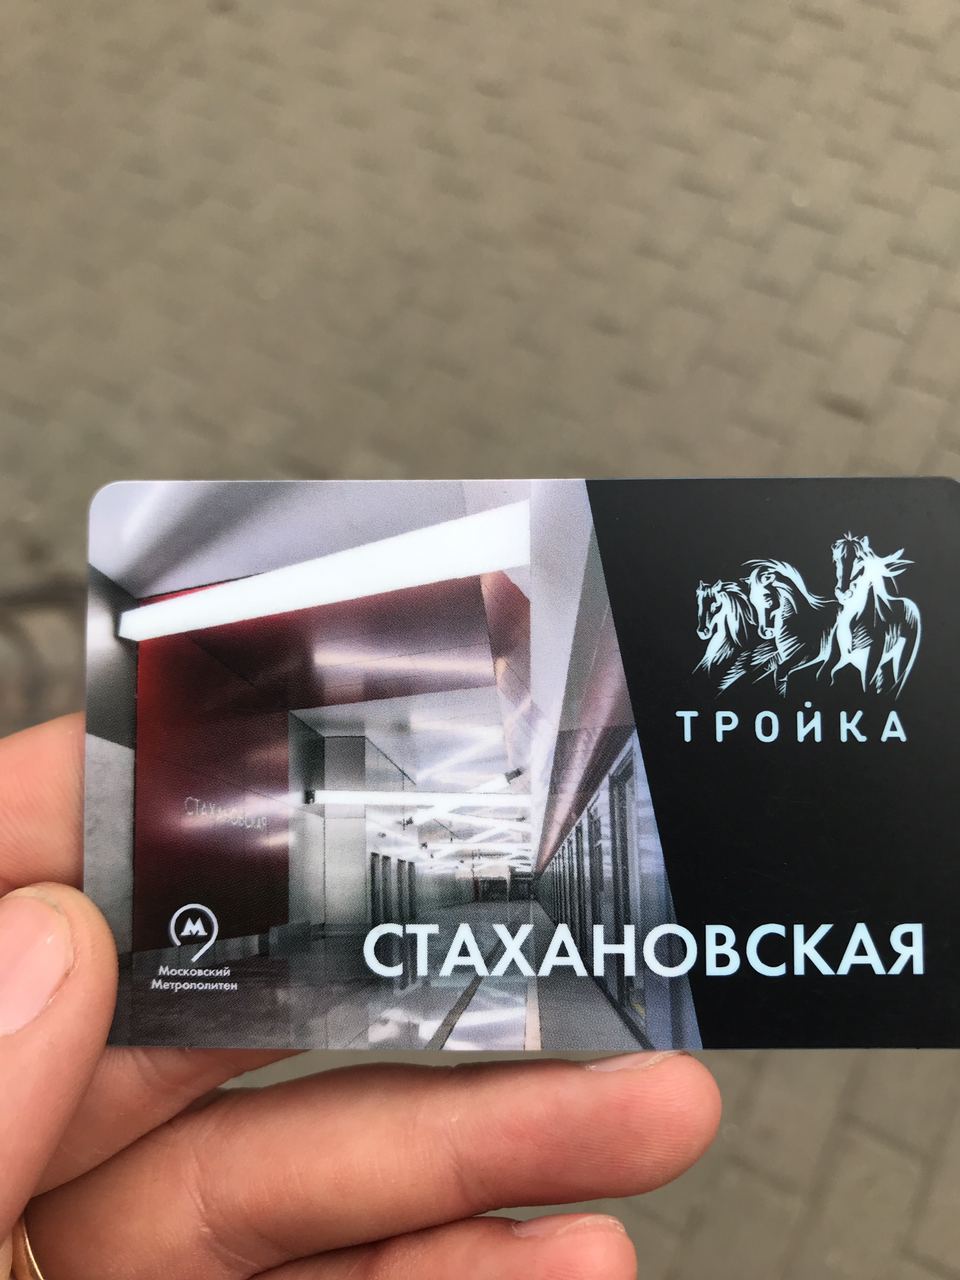 ТРОЙКА
СТАХАНОВСКАЯ
СТАХАНОВСКАЯ
М
Московский
Метрополитен